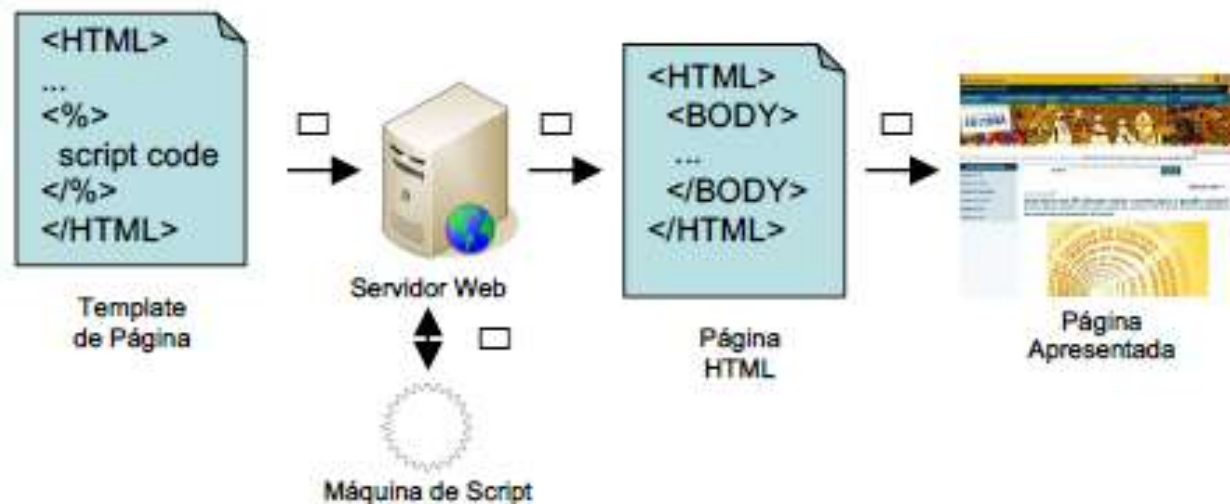 <HTML>
...
<%>
script code
</%>
</HTML>
Template
de Página
Servidor Web
Máquina de Script
<HTML>
<BODY>
...
</BODY>
</HTML>
Página
HTML
Página
Apresentada